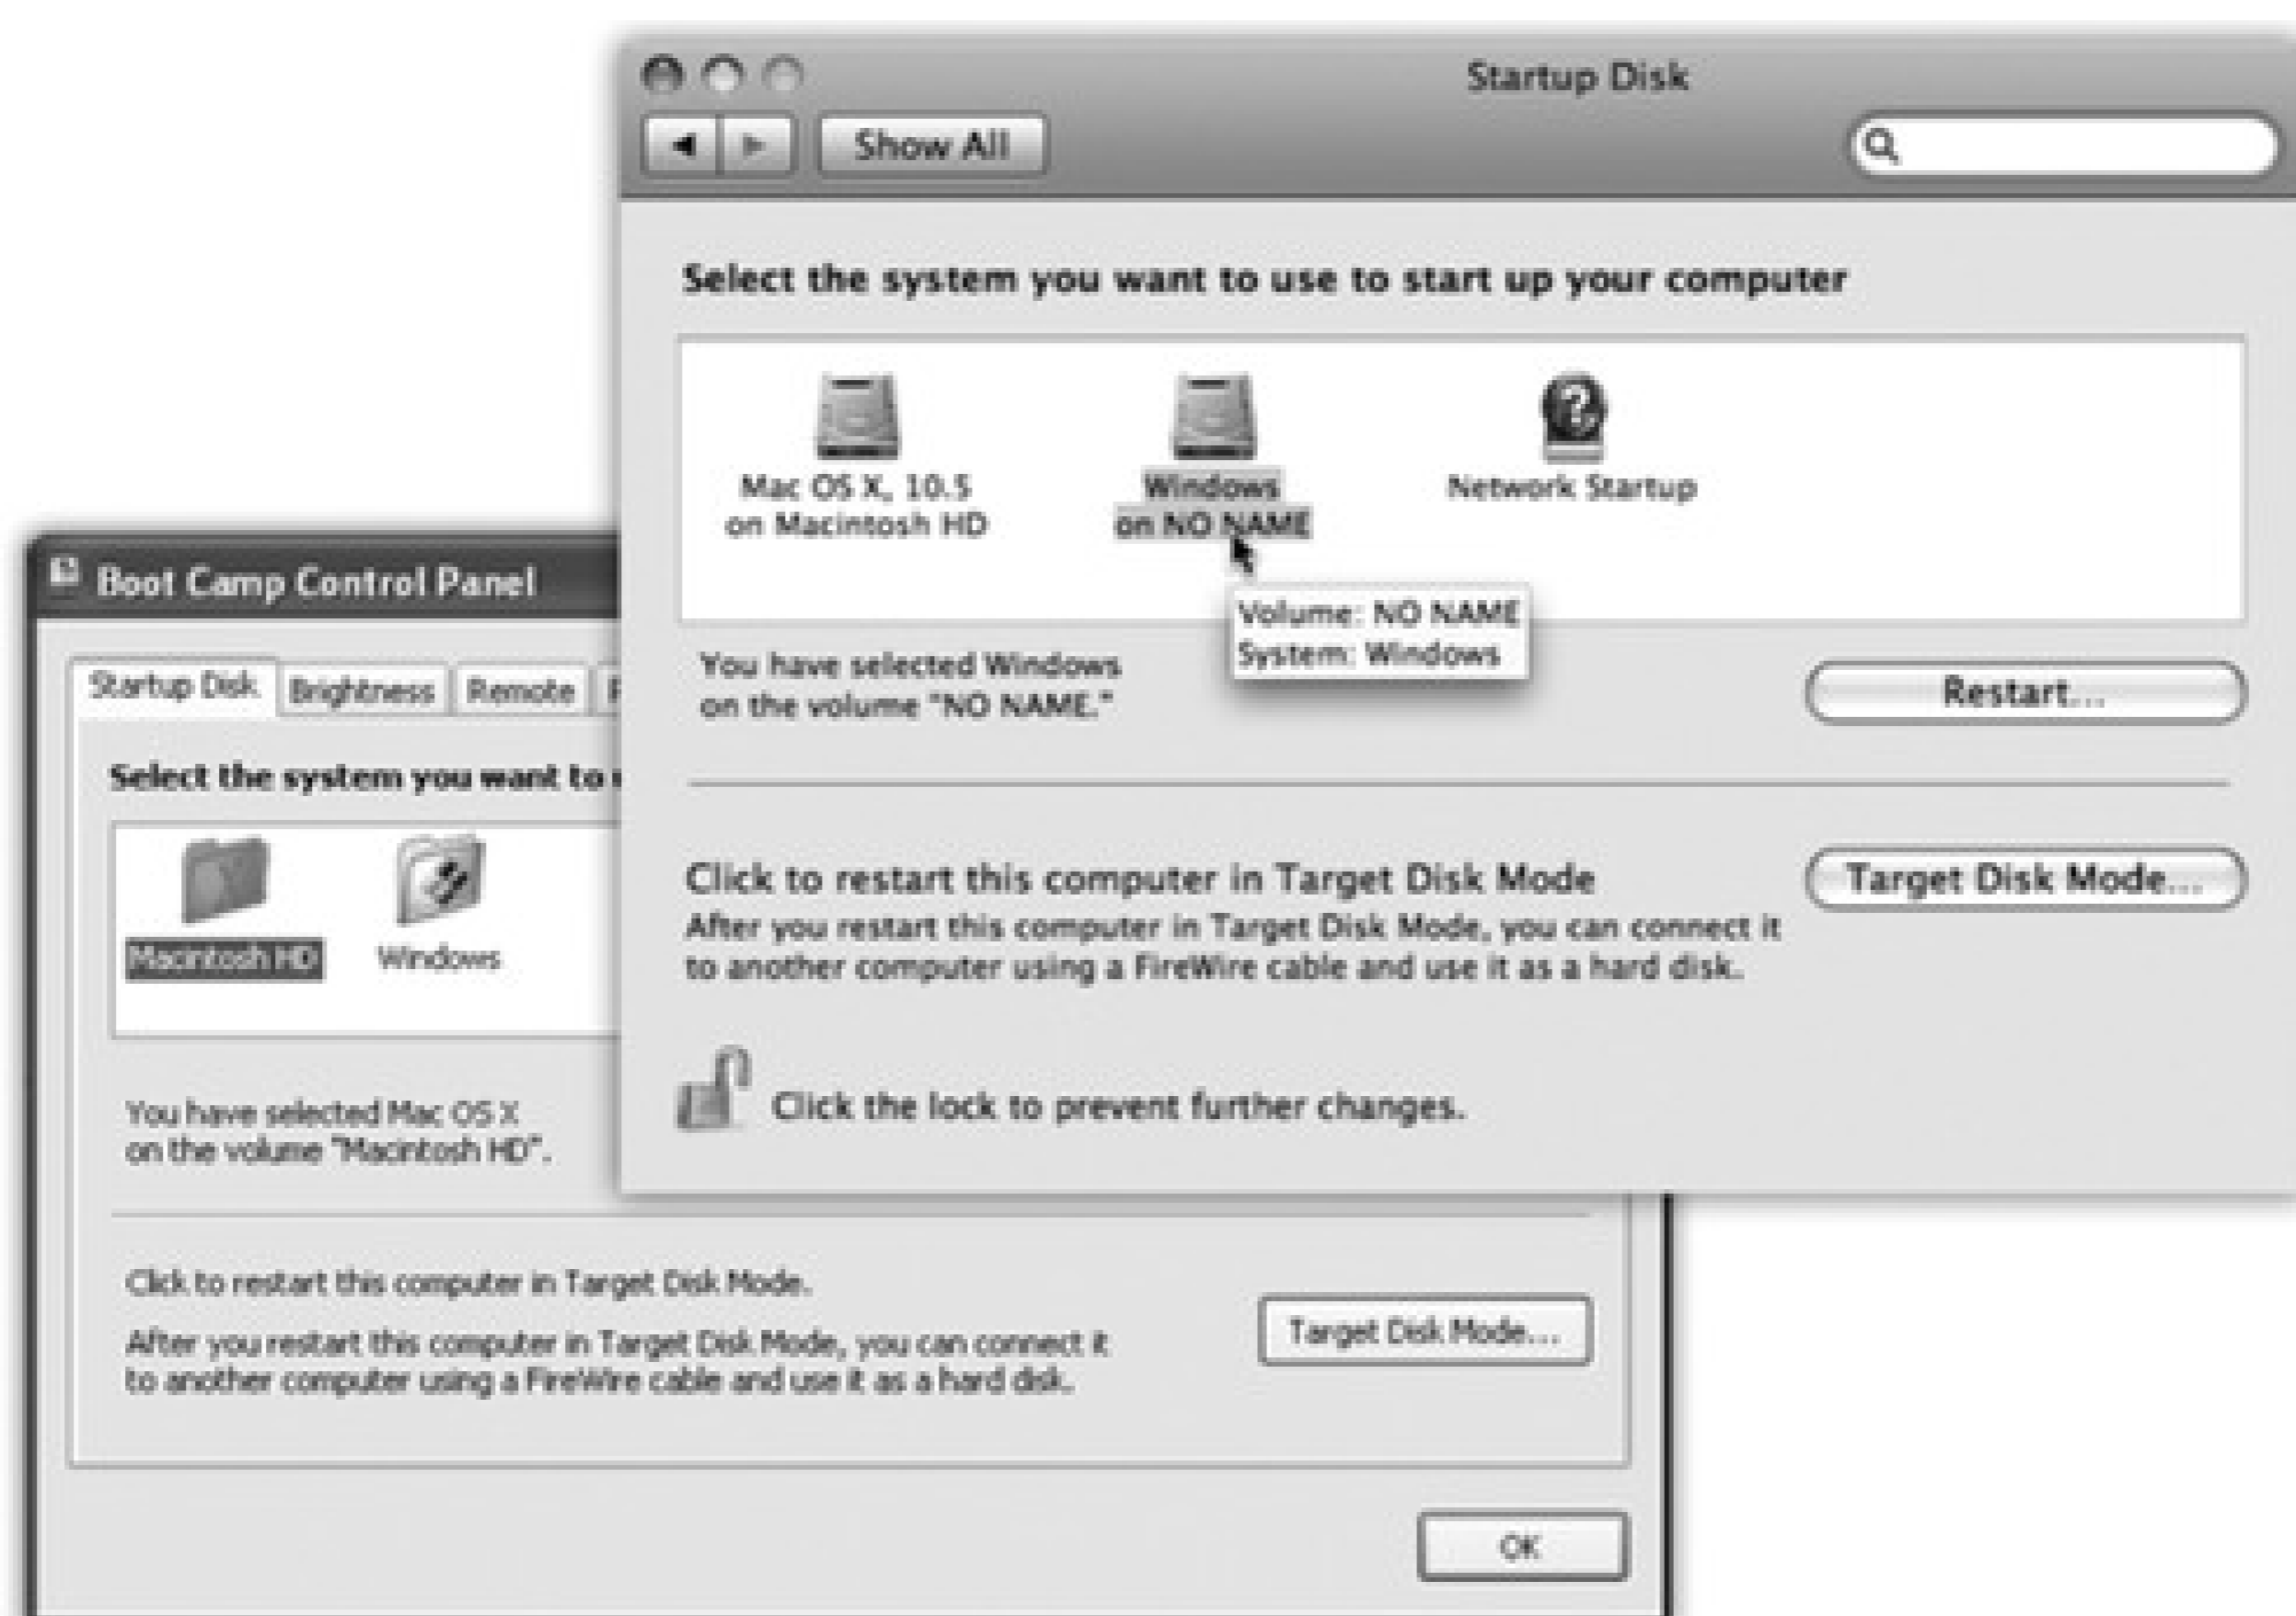 Startup Disk
Show All
Select the system you want to use to start up your computer
Mac OS X, 10.5
on Macintosh HD
Windows
on NO NAME
Network Startup
Volume: NO NAME
System: Windows
You have selected Windows
on the volume "NO NAME."
Restart...
Click to restart this computer in Target Disk Mode
Target Disk Mode...
After you restart this computer in Target Disk Mode, you can connect it
to another computer using a FireWire cable and use it as a hard disk.
Click the lock to prevent further changes.
Boot Camp Control Panel
Startup Disk Brightness Remote
Select the system you want to
Macintosh HD Windows
You have selected Mac OS X
on the volume "Macintosh HD".
Click to restart this computer in Target Disk Mode.
After you restart this computer in Target Disk Mode, you can connect it
to another computer using a FireWire cable and use it as a hard disk.
Target Disk Mode...
OK